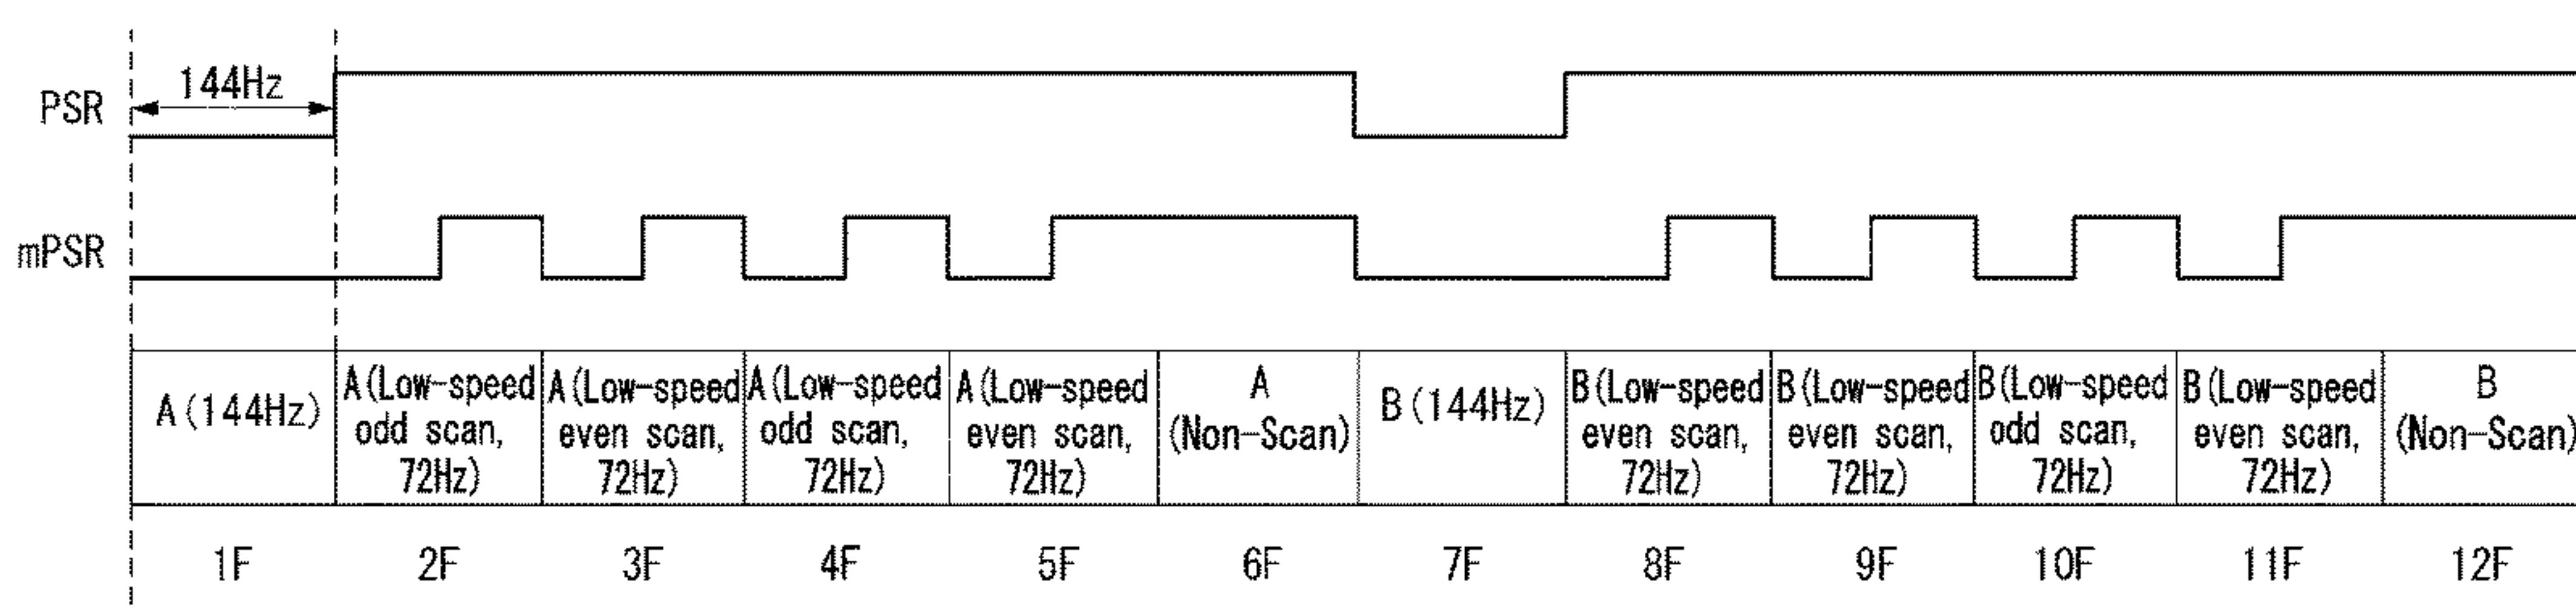 144Hz
PSR
mPSR
A(144Hz)
A(Low-speed
odd scan,
72Hz)
A(Low-speed
even scan,
72Hz)
A(Low-speed
odd scan,
72Hz)
A(Low-speed
even scan,
72Hz)
A
(Non-Scan)
B(144Hz)
B(Low-speed
even scan,
72Hz)
B(Low-speed
even scan,
72Hz)
B(Low-speed
odd scan,
72Hz)
B(Low-speed
even scan,
72Hz)
B
(Non-Scan)
1F 2F 3F 4F 5F 6F 7F 8F 9F 10F 11F 12F